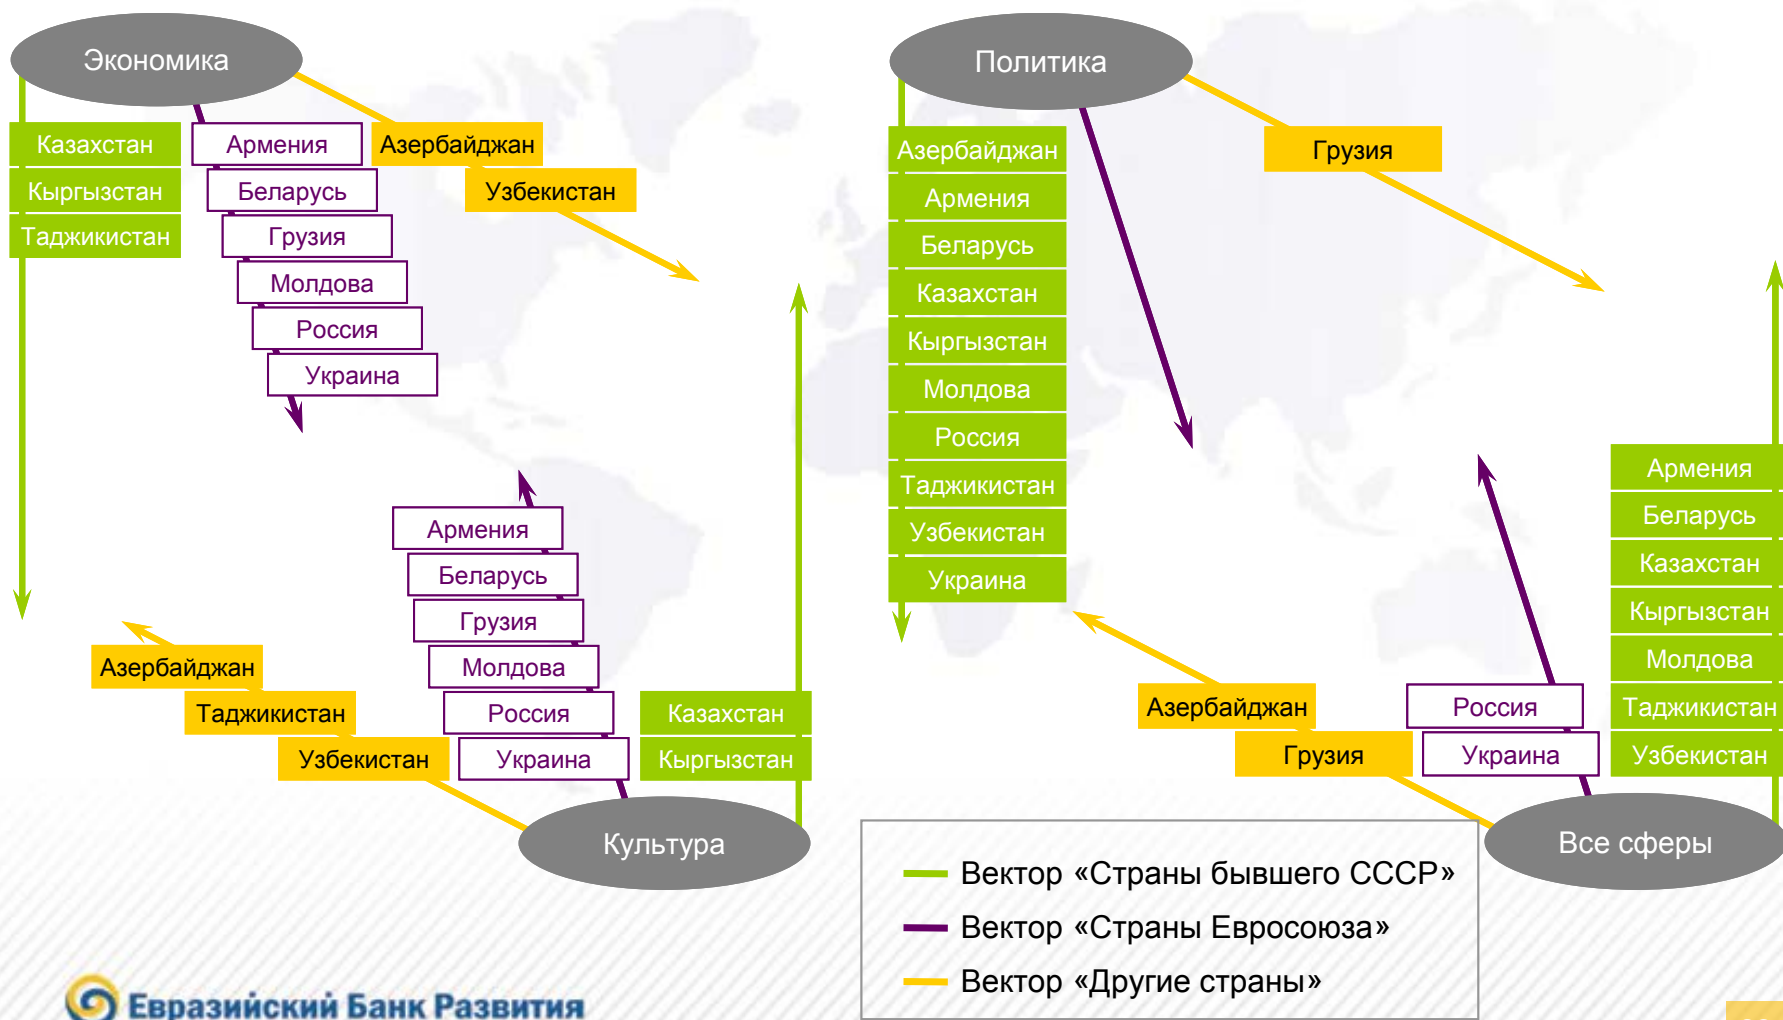 Экономика
Казахстан
Кыргызстан
Таджикистан
Армения
Беларусь
Грузия
Молдова
Россия
Украина
Азербайджан
Узбекистан
Политика
Азербайджан
Армения
Беларусь
Казахстан
Кыргызстан
Молдова
Россия
Таджикистан
Узбекистан
Украина
Грузия
Азербайджан
Таджикистан
Узбекистан
Армения
Беларусь
Грузия
Молдова
Россия
Украина
Казахстан
Кыргызстан
Культура
Азербайджан
Грузия
Россия
Украина
Армения
Беларусь
Казахстан
Кыргызстан
Молдова
Таджикистан
Узбекистан
Все сферы
Вектор «Страны бывшего СССР»
Вектор «Страны Евросоюза»
Вектор «Другие страны»
Евразийский Банк Развития